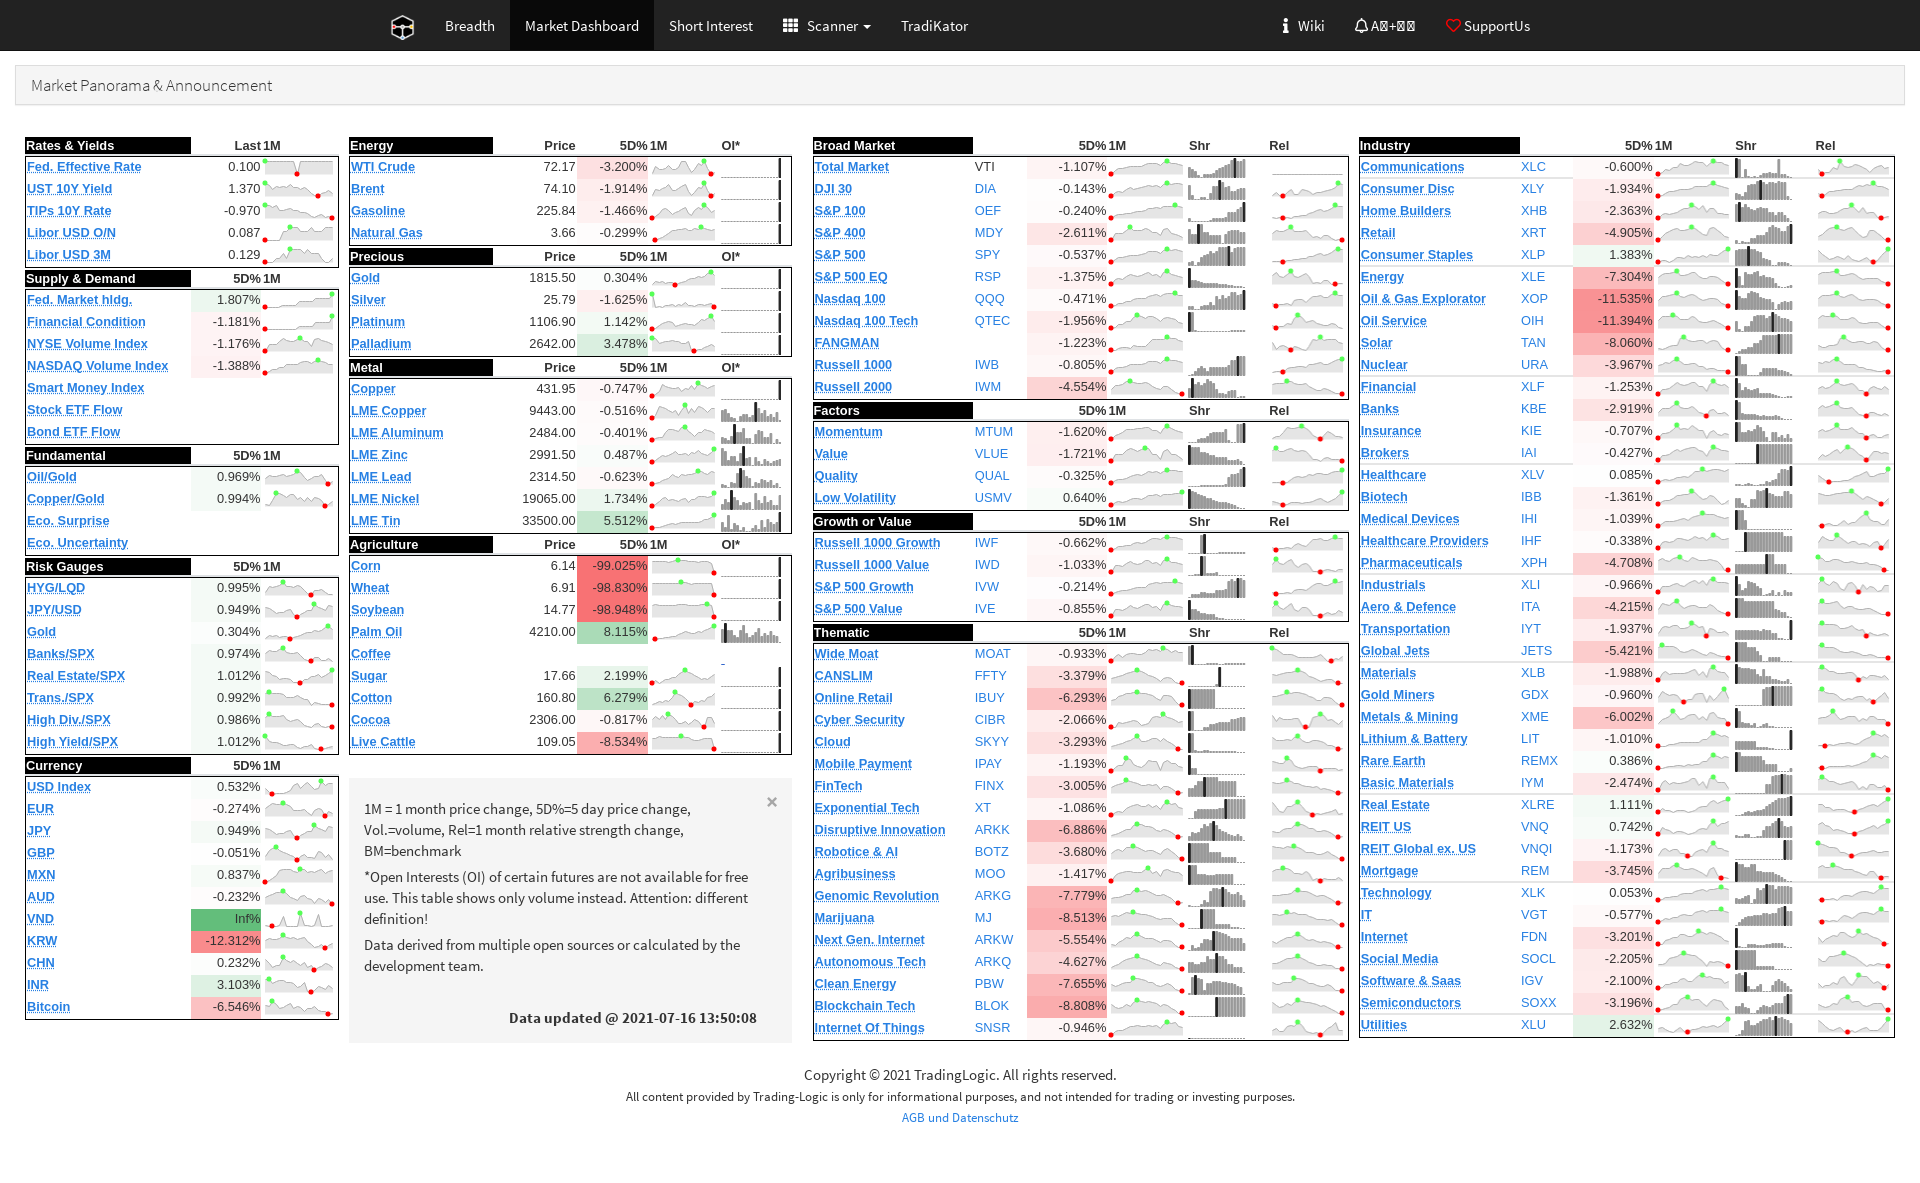 Breadth Market Dashboard Short Interest Scanner TradiKator Wiki SupportUs
Market Panorama & Announcement
Rates & Yields Last 1M
Fed. Effective Rate 0.100
UST 10Y Yield 1.370
TIPs 10Y Rate -0.970
Libor USD O/N 0.087
Libor USD 3M 0.129
Supply & Demand 5D% 1M
Fed. Market hldg. 1.807%
Financial Condition -1.181%
NYSE Volume Index -1.176%
NASDAQ Volume Index -1.388%
Smart Money Index
Stock ETF Flow
Bond ETF Flow
Fundamental 5D% 1M
Oil/Gold 0.969%
Copper/Gold 0.994%
Eco. Surprise
Eco. Uncertainty
Risk Gauges 5D% 1M
HYG/LQD 0.995%
JPY/USD 0.949%
Gold 0.304%
Banks/SPX 0.974%
Real Estate/SPX 1.012%
Trans./SPX 0.992%
High Div./SPX 0.986%
High Yield/SPX 1.012%
Currency 5D% 1M
USD Index 0.532%
EUR -0.274%
JPY 0.949%
GBP -0.051%
MXN 0.837%
AUD -0.232%
VND Inf%
KRW -12.312%
CHN 0.232%
INR 3.103%
Bitcoin -6.546%
Energy Price 5D% 1M OI*
WTI Crude 72.17 -3.200%
Brent 74.10 -1.914%
Gasoline 225.84 -1.466%
Natural Gas 3.66 -0.299%
Precious Price 5D% 1M OI*
Gold 1815.50 0.304%
Silver 25.79 -1.625%
Platinum 1106.90 1.142%
Palladium 2642.00 3.478%
Metal Price 5D% 1M OI*
Copper 431.95 -0.747%
LME Copper 9443.00 -0.516%
LME Aluminum 2484.00 -0.401%
LME Zinc 2991.50 0.487%
LME Lead 2314.50 -0.623%
LME Nickel 19065.00 1.734%
LME Tin 33500.00 5.512%
Agriculture Price 5D% 1M OI*
Corn 6.14 -99.025%
Wheat 6.91 -98.830%
Soybean 14.77 -98.948%
Palm Oil 4210.00 8.115%
Coffee -
Sugar 17.66 2.199%
Cotton 160.80 6.279%
Cocoa 2306.00 -0.817%
Live Cattle 109.05 -8.534%
×
1M = 1 month price change, 5D%=5 day price change,
Vol.=volume, Rel=1 month relative strength change,
BM=benchmark
*Open Interests (OI) of certain futures are not available for free
use. This table shows only volume instead. Attention: different
definition!
Data derived from multiple open sources or calculated by the
development team.
Data updated @ 2021-07-16 13:50:08
Broad Market 5D% 1M Shr Rel
Total Market VTI -1.107%
DJI 30 DIA -0.143%
S&P 100 OEF -0.240%
S&P 400 MDY -2.611%
S&P 500 SPY -0.537%
S&P 500 EQ RSP -1.375%
Nasdaq 100 QQQ -0.471%
Nasdaq 100 Tech QTEC -1.956%
FANGMAN -1.223%
Russell 1000 IWB -0.805%
Russell 2000 IWM -4.554%
Factors 5D% 1M
Momentum MTUM -1.620%
Value VLUE -1.721%
Quality QUAL -0.325%
Low Volatility USMV 0.640%
Growth or Value 5D% 1M Shr Rel
Russell 1000 Growth IWF -0.662%
Russell 1000 Value IWD -1.033%
S&P 500 Growth IVW -0.214%
S&P 500 Value IVE -0.855%
Thematic 5D% 1M Shr Rel
Wide Moat MOAT -0.933%
CANSLIM FFTY -3.379%
Online Retail IBUY -6.293%
Cyber Security CIBR -2.066%
Cloud SKYY -3.293%
Mobile Payment IPAY -1.193%
FinTech FINX -3.005%
Exponential Tech XT -1.086%
Disruptive Innovation ARKK -6.886%
Robotice & AI BOTZ -3.680%
Agribusiness MOO -1.417%
Genomic Revolution ARKG -7.779%
Marijuana MJ -8.513%
Next Gen. Internet ARKW -5.554%
Autonomous Tech ARKQ -4.627%
Clean Energy PBW -7.655%
Blockchain Tech BLOK -8.808%
Internet Of Things SNSR -0.946%
Industry 5D% 1M Shr Rel
Communications XLC -0.600%
Consumer Disc XLY -1.934%
Home Builders XHB -2.363%
Retail XRT -4.905%
Consumer Staples XLP 1.383%
Energy XLE -7.304%
Oil & Gas Explorator XOP -11.535%
Oil Service OIH -11.394%
Solar TAN -8.060%
Nuclear URA -3.967%
Financial XLF -1.253%
Banks KBE -2.919%
Insurance KIE -0.707%
Brokers IAI -0.427%
Healthcare XLV 0.085%
Biotech IBB -1.361%
Medical Devices IHI -1.039%
Healthcare Providers IHF -0.338%
Pharmaceuticals XPH -4.708%
Industrials XLI -0.966%
Aero & Defence ITA -4.215%
Transportation IYT -1.937%
Global Jets JETS -5.421%
Materials XLB -1.988%
Gold Miners GDX -0.960%
Metals & Mining XME -6.002%
Lithium & Battery LIT -1.010%
Rare Earth REMX 0.386%
Basic Materials IYM -2.474%
Real Estate XLRE 1.111%
REIT US VNQ 0.742%
REIT Global ex. US VNQI -1.173%
Mortgage REM -3.745%
Technology XLK 0.053%
IT VGT -0.577%
Internet FDN -3.201%
Social Media SOCL -2.205%
Software & Saas IGV -2.100%
Semiconductors SOXX -3.196%
Utilities XLU 2.632%
Copyright © 2021 TradingLogic. All rights reserved.
All content provided by Trading-Logic is only for informational purposes, and not intended for trading or investing purposes.
AGB und Datenschutz